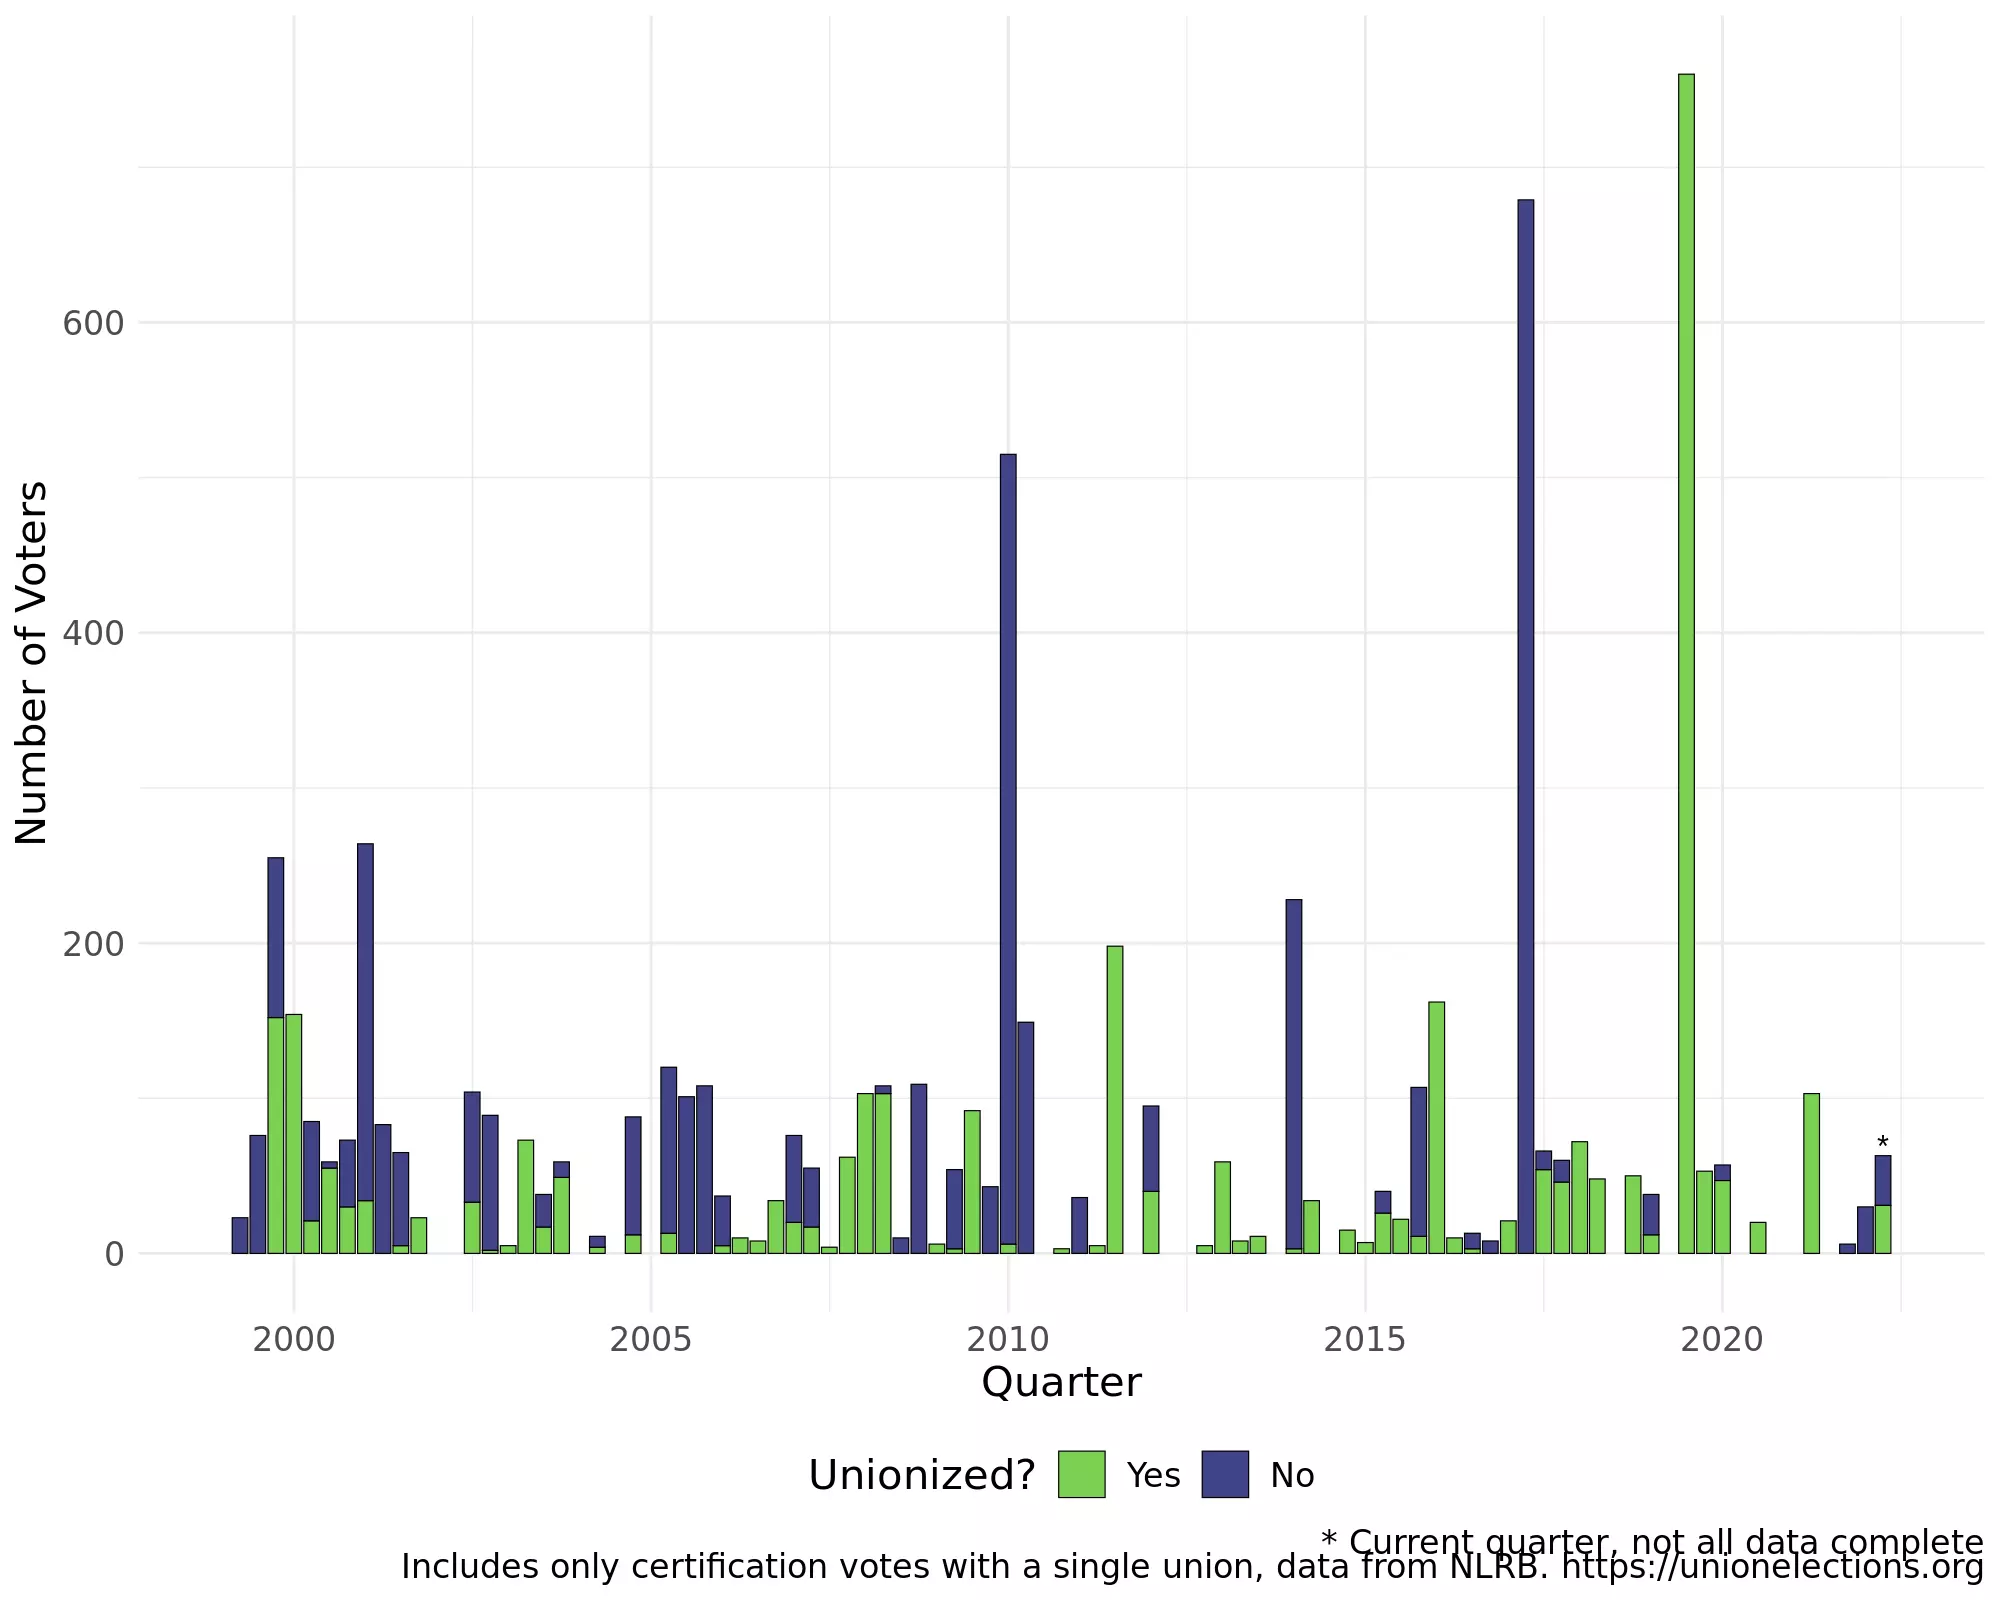 Number of Voters
600
400
200
0
*
2000 2005 2010 2015 2020
Quarter
Unionized? Yes No
* Current quarter, not all data complete
Includes only certification votes with a single union, data from NLRB. https://unionelections.org